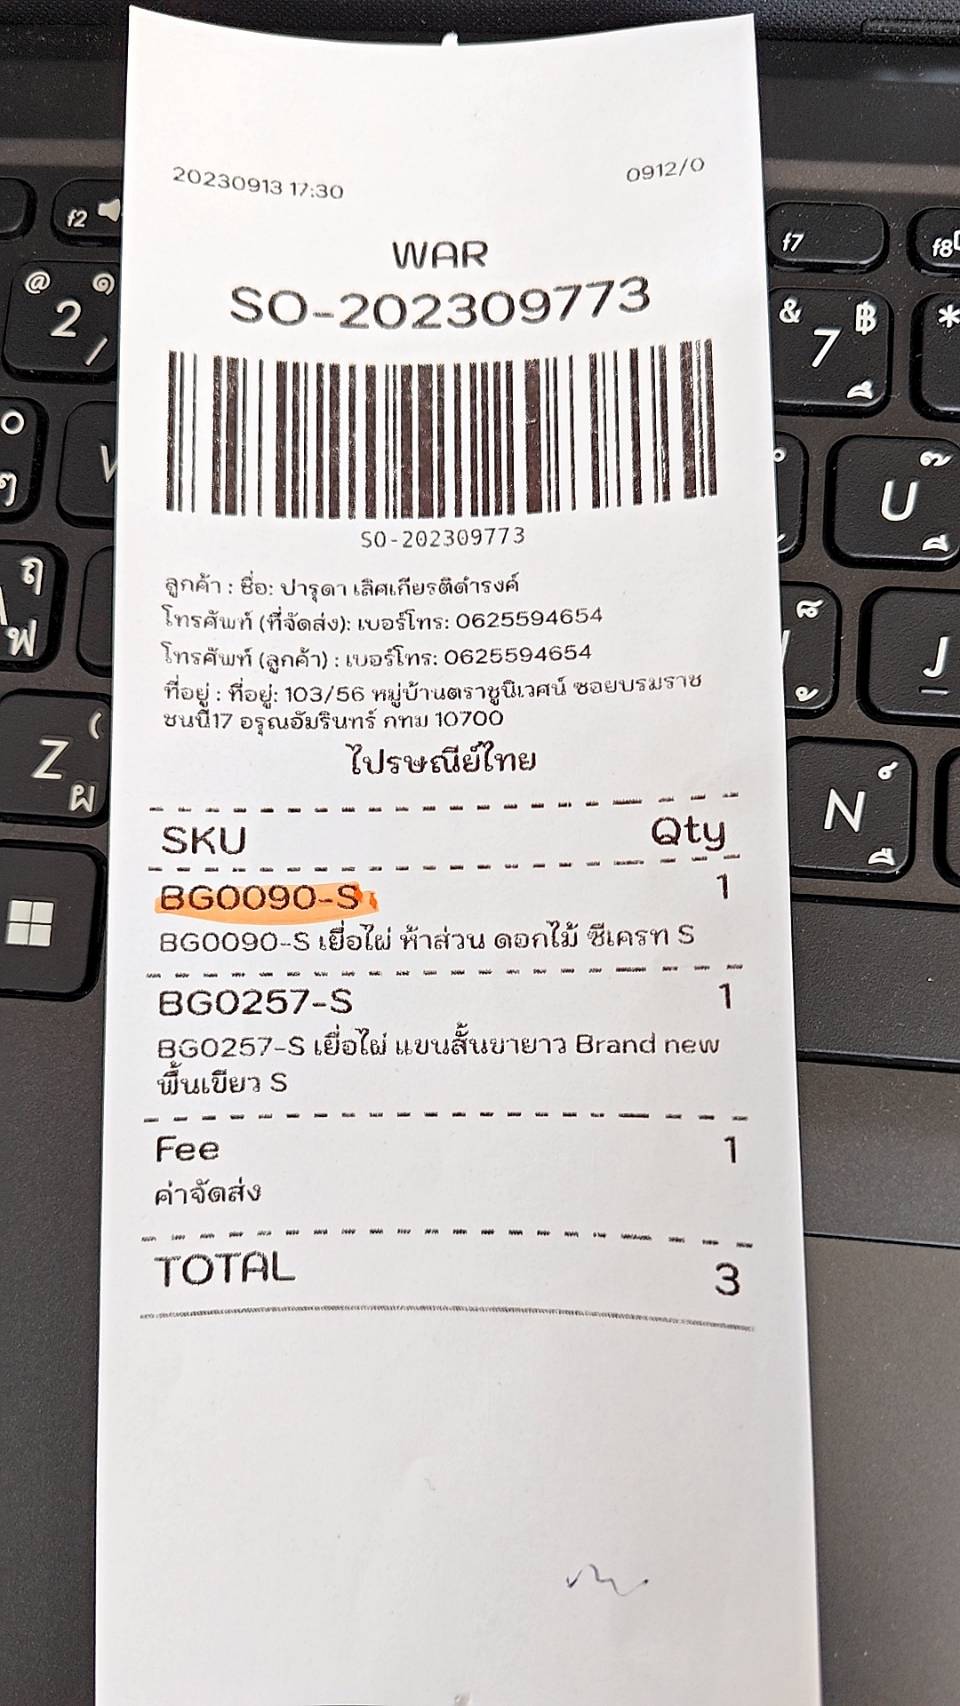 20230913 17:30
0912/0
WAR
SO-202309773
SO-202309773
ลูกค้า : ชื่อ: ปารุดา เลิศเกียรติดำรงค์
โทรศัพท์ (ที่จัดส่ง): เบอร์โทร: 0625594654
โทรศัพท์ (ลูกค้า) : เบอร์โทร: 0625594654
ที่อยู่ : ที่อยู่: 103/56 หมู่บ้านตราชูนิเวศน์ ซอยบรมราช
ชนนี17 อรุณอัมรินทร์ กทม 10700
ไปรษณีย์ไทย
SKU Qty
BG0090-S 1
BG0090-S เยื่อไผ่ ห้าส่วน ดอกไม้ ซีเครท S
BG0257-S 1
BG0257-S เยื่อไผ่ แขนสั้นขายาว Brand new
พื้นเขียว S
Fee 1
ค่าจัดส่ง
TOTAL 3
f2
@ ๑
2 /
f7
f8
& ฿
7 ึ
*
U ๊
ี
ฤ
ฟ
J
Z (
ผ
N ์
ื